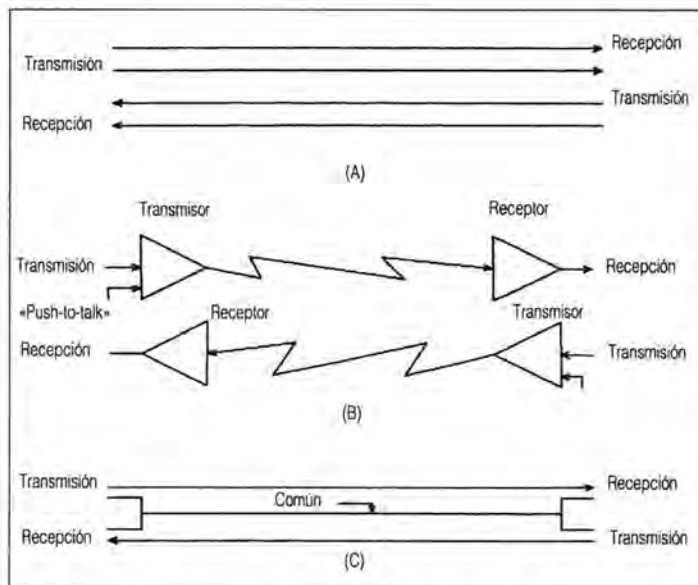 Recepción
Transmisión
Transmisión
Recepción
(A)
Transmisor
Receptor
Transmisión
Recepción
«Push-to-talk»
Receptor
Transmisor
Recepción
Transmisión
(B)
Transmisión
Recepción
Común
Recepción
Transmisión
(C)